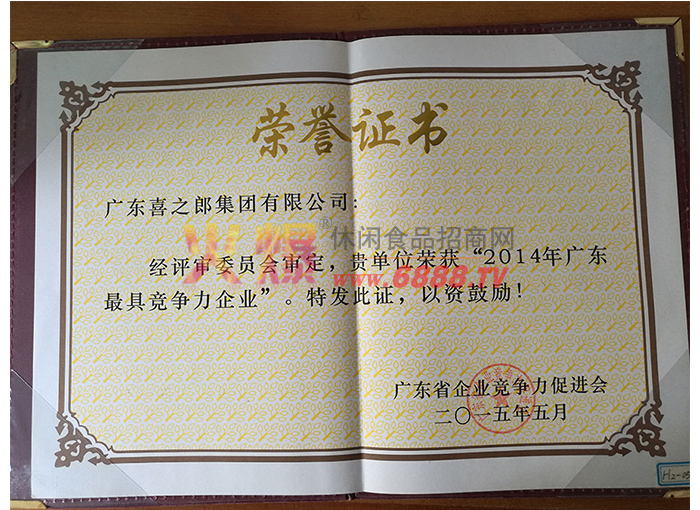 荣誉证书
广东喜之郎集团有限公司:
火爆®休闲食品招商网
www.6888.TV
经评审委员会审定，贵单位荣获“2014年广东
最具竞争力企业”。特发此证，以资鼓励！
广东省企业竞争力促进会
二〇一五年五月